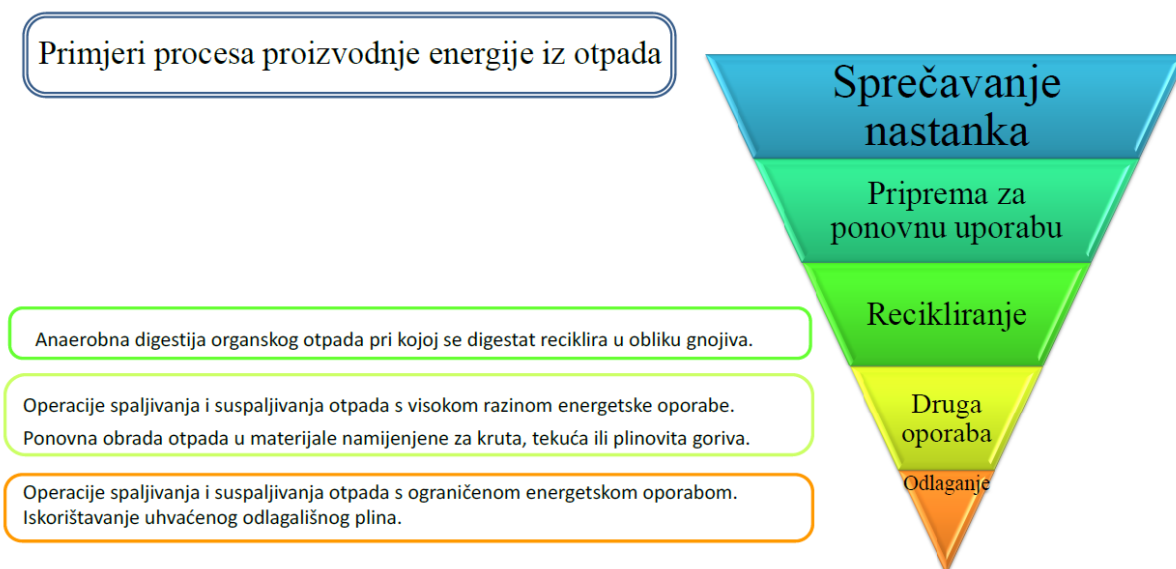 Primjeri procesa proizvodnje energije iz otpada
Sprečavanje
nastanka
Priprema za
ponovnu uporabu
Recikliranje
Anaerobna digestija organskog otpada pri kojoj se digestat reciklira u obliku gnojiva.
Druga
oporaba
Operacije spaljivanja i suspaljivanja otpada s visokom razinom energetske oporabe.
Ponovna obrada otpada u materijale namijenjene za kruta, tekuća ili plinovita goriva.
Odlaganje
Operacije spaljivanja i suspaljivanja otpada s ograničenom energetskom oporabom.
Iskorištavanje uhvaćenog odlagališnog plina.